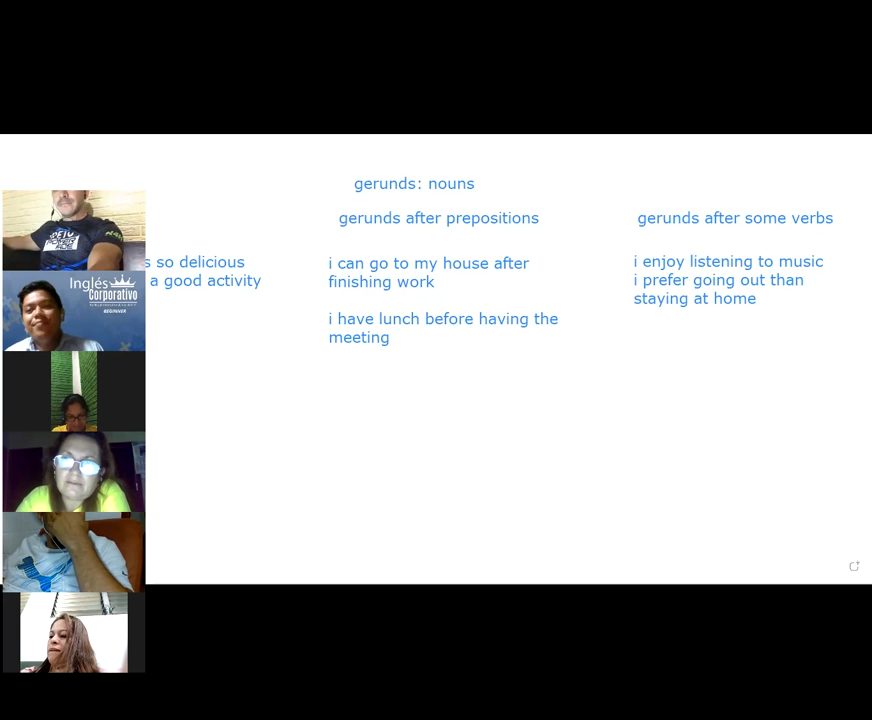 gerunds: nouns
gerunds after prepositions
gerunds after some verbs
s so delicious
a good activity
i can go to my house after
finishing work
i have lunch before having the
meeting
i enjoy listening to music
i prefer going out than
staying at home
Inglés
Corporativo
BEGINNER